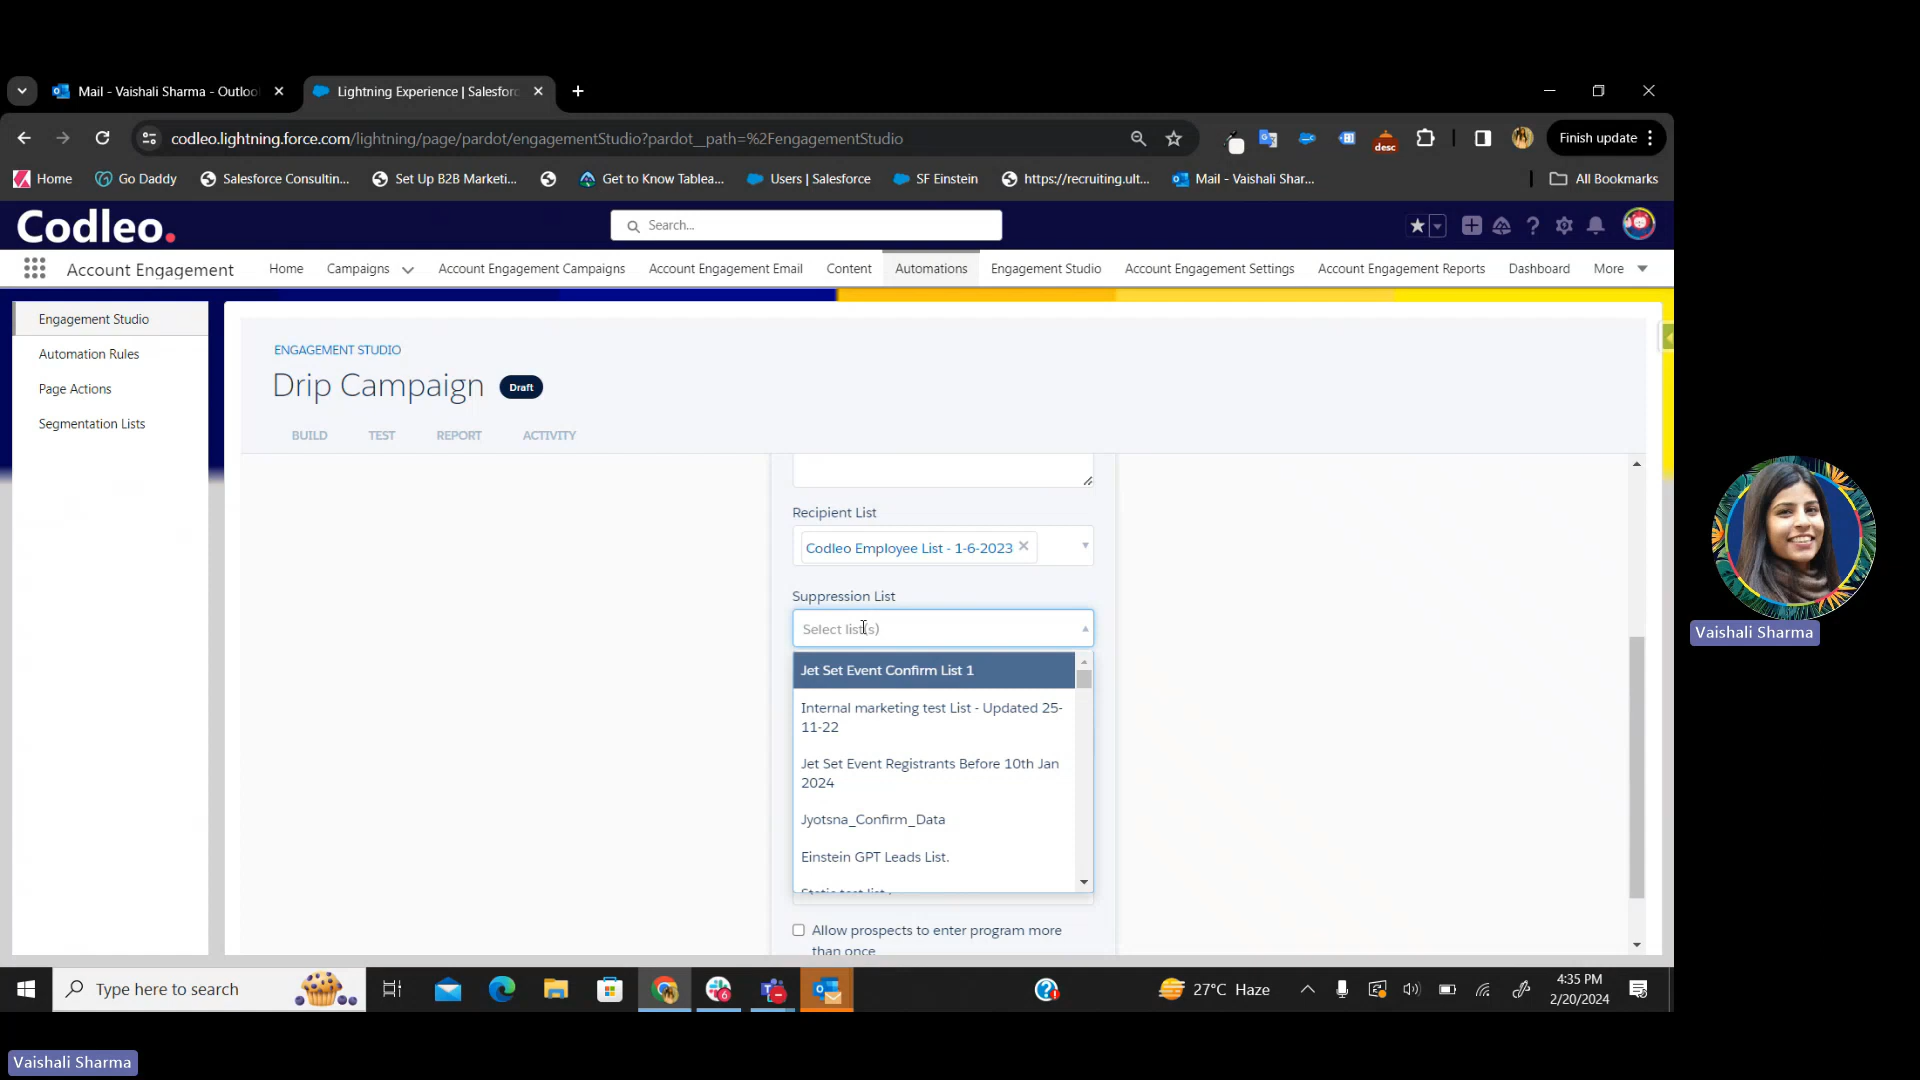 Mail - Vaishali Sharma - Outloo
Lightning Experience | Salesforc
codleo.lightning.force.com/lightning/page/pardot/engagementStudio?pardot__path=%2FengagementStudio
desc
Finish update
Home
Go Daddy
Salesforce Consultin...
Set Up B2B Marketi...
Get to Know Tablea...
Users | Salesforce
SF Einstein
https://recruiting.ult...
Mail - Vaishali Shar...
All Bookmarks
Codleo.
Search...
Account Engagement
Home
Campaigns
Account Engagement Campaigns
Account Engagement Email
Content
Automations
Engagement Studio
Account Engagement Settings
Account Engagement Reports
Dashboard
More
Engagement Studio
Automation Rules
Page Actions
Segmentation Lists
ENGAGEMENT STUDIO
Drip Campaign
Draft
BUILD
TEST
REPORT
ACTIVITY
Recipient List
Codleo Employee List - 1-6-2023
Suppression List
Select list(s)
Jet Set Event Confirm List 1
Internal marketing test List - Updated 25-
11-22
Jet Set Event Registrants Before 10th Jan
2024
Jyotsna_Confirm_Data
Einstein GPT Leads List.
Allow prospects to enter program more
than once
Vaishali Sharma
Type here to search
6
27°C Haze
4:35 PM
2/20/2024
Vaishali Sharma